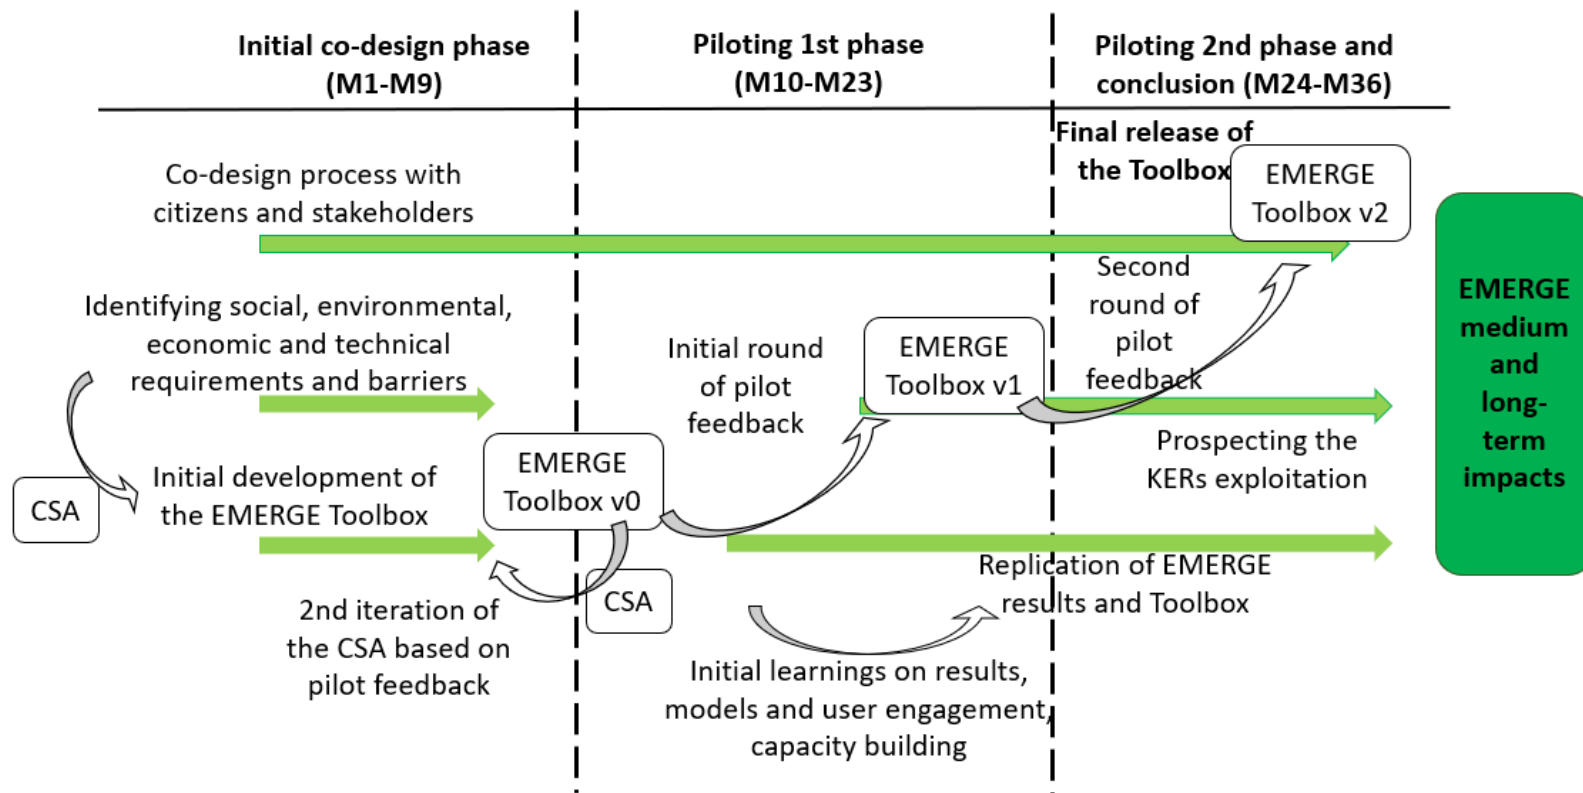 Initial co-design phase
(M1-M9)
Piloting 1st phase
(M10-M23)
Piloting 2nd phase and
conclusion (M24-M36)
Final release of
the Toolbox
EMERGE
Toolbox v2
Co-design process with
citizens and stakeholders
Identifying social, environmental,
economic and technical
requirements and barriers
Initial round
of pilot
feedback
EMERGE
Toolbox v1
Second
round of
pilot
feedback
EMERGE
medium
and
long-
term
impacts
CSA
Initial development of
the EMERGE Toolbox
EMERGE
Toolbox v0
Prospecting the
KERs exploitation
CSA
2nd iteration of
the CSA based on
pilot feedback
Replication of EMERGE
results and Toolbox
Initial learnings on results,
models and user engagement,
capacity building